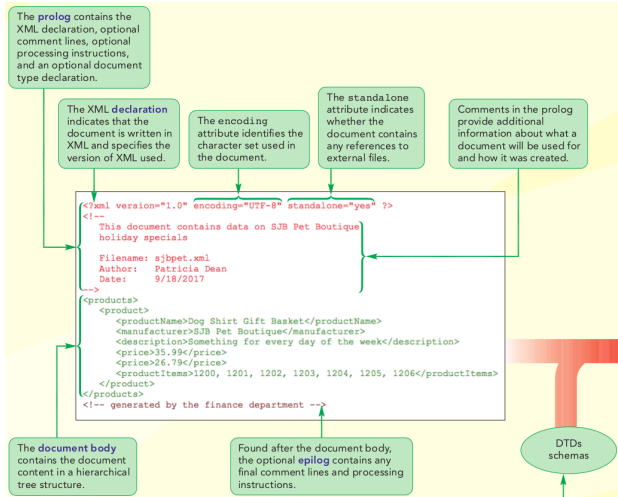 The prolog contains the
XML declaration, optional
comment lines, optional
processing instructions,
and an optional document
type declaration.
The XML declaration
indicates that the
document is written in
XML and specifies the
version of XML used.
The encoding
attribute identifies the
character set used in
the document.
The standalone
attribute indicates
whether the
document contains
any references to
external files.
Comments in the prolog
provide additional
information about what a
document will be used for
and how it was created.
<?xml version="1.0" encoding="UTF-8" standalone="yes" ?>
<!--
This document contains data on SJB Pet Boutique
holiday specials
Filename: sjbpet.xml
Author: Patricia Dean
Date: 9/18/2017
-->
<products>
<product>
<productName>Dog Shirt Gift Basket</productName>
<manufacturer>SJB Pet Boutique</manufacturer>
<description>Something for every day of the week</description>
<price>35.99</price>
<price>26.79</price>
<productItems>1200, 1201, 1202, 1203, 1204, 1205, 1206</productItems>
</product>
</products>
<!-- generated by the finance department -->
The document body
contains the document
content in a hierarchical
tree structure.
Found after the document body,
the optional epilog contains any
final comment lines and processing
instructions.
DTDs
schemas